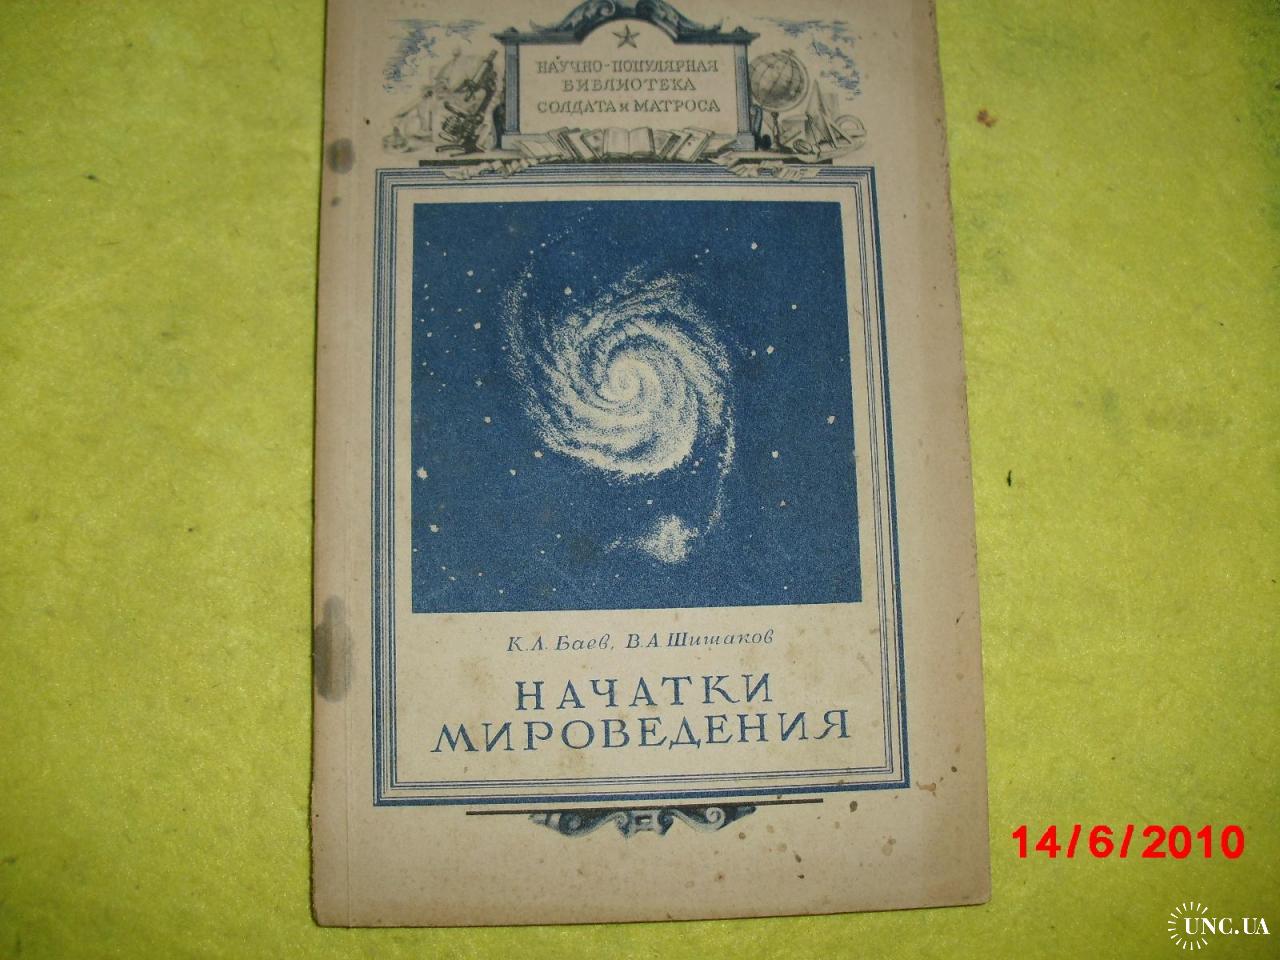 НАУЧНО-ПОПУЛЯРНАЯ
БИБЛИОТЕКА
СОЛДАТА и МАТРОСА
К.Л. Баев, В.А Шишаков
НАЧАТКИ
МИРОВЕДЕНИЯ
14/6/2010
UNC.UA